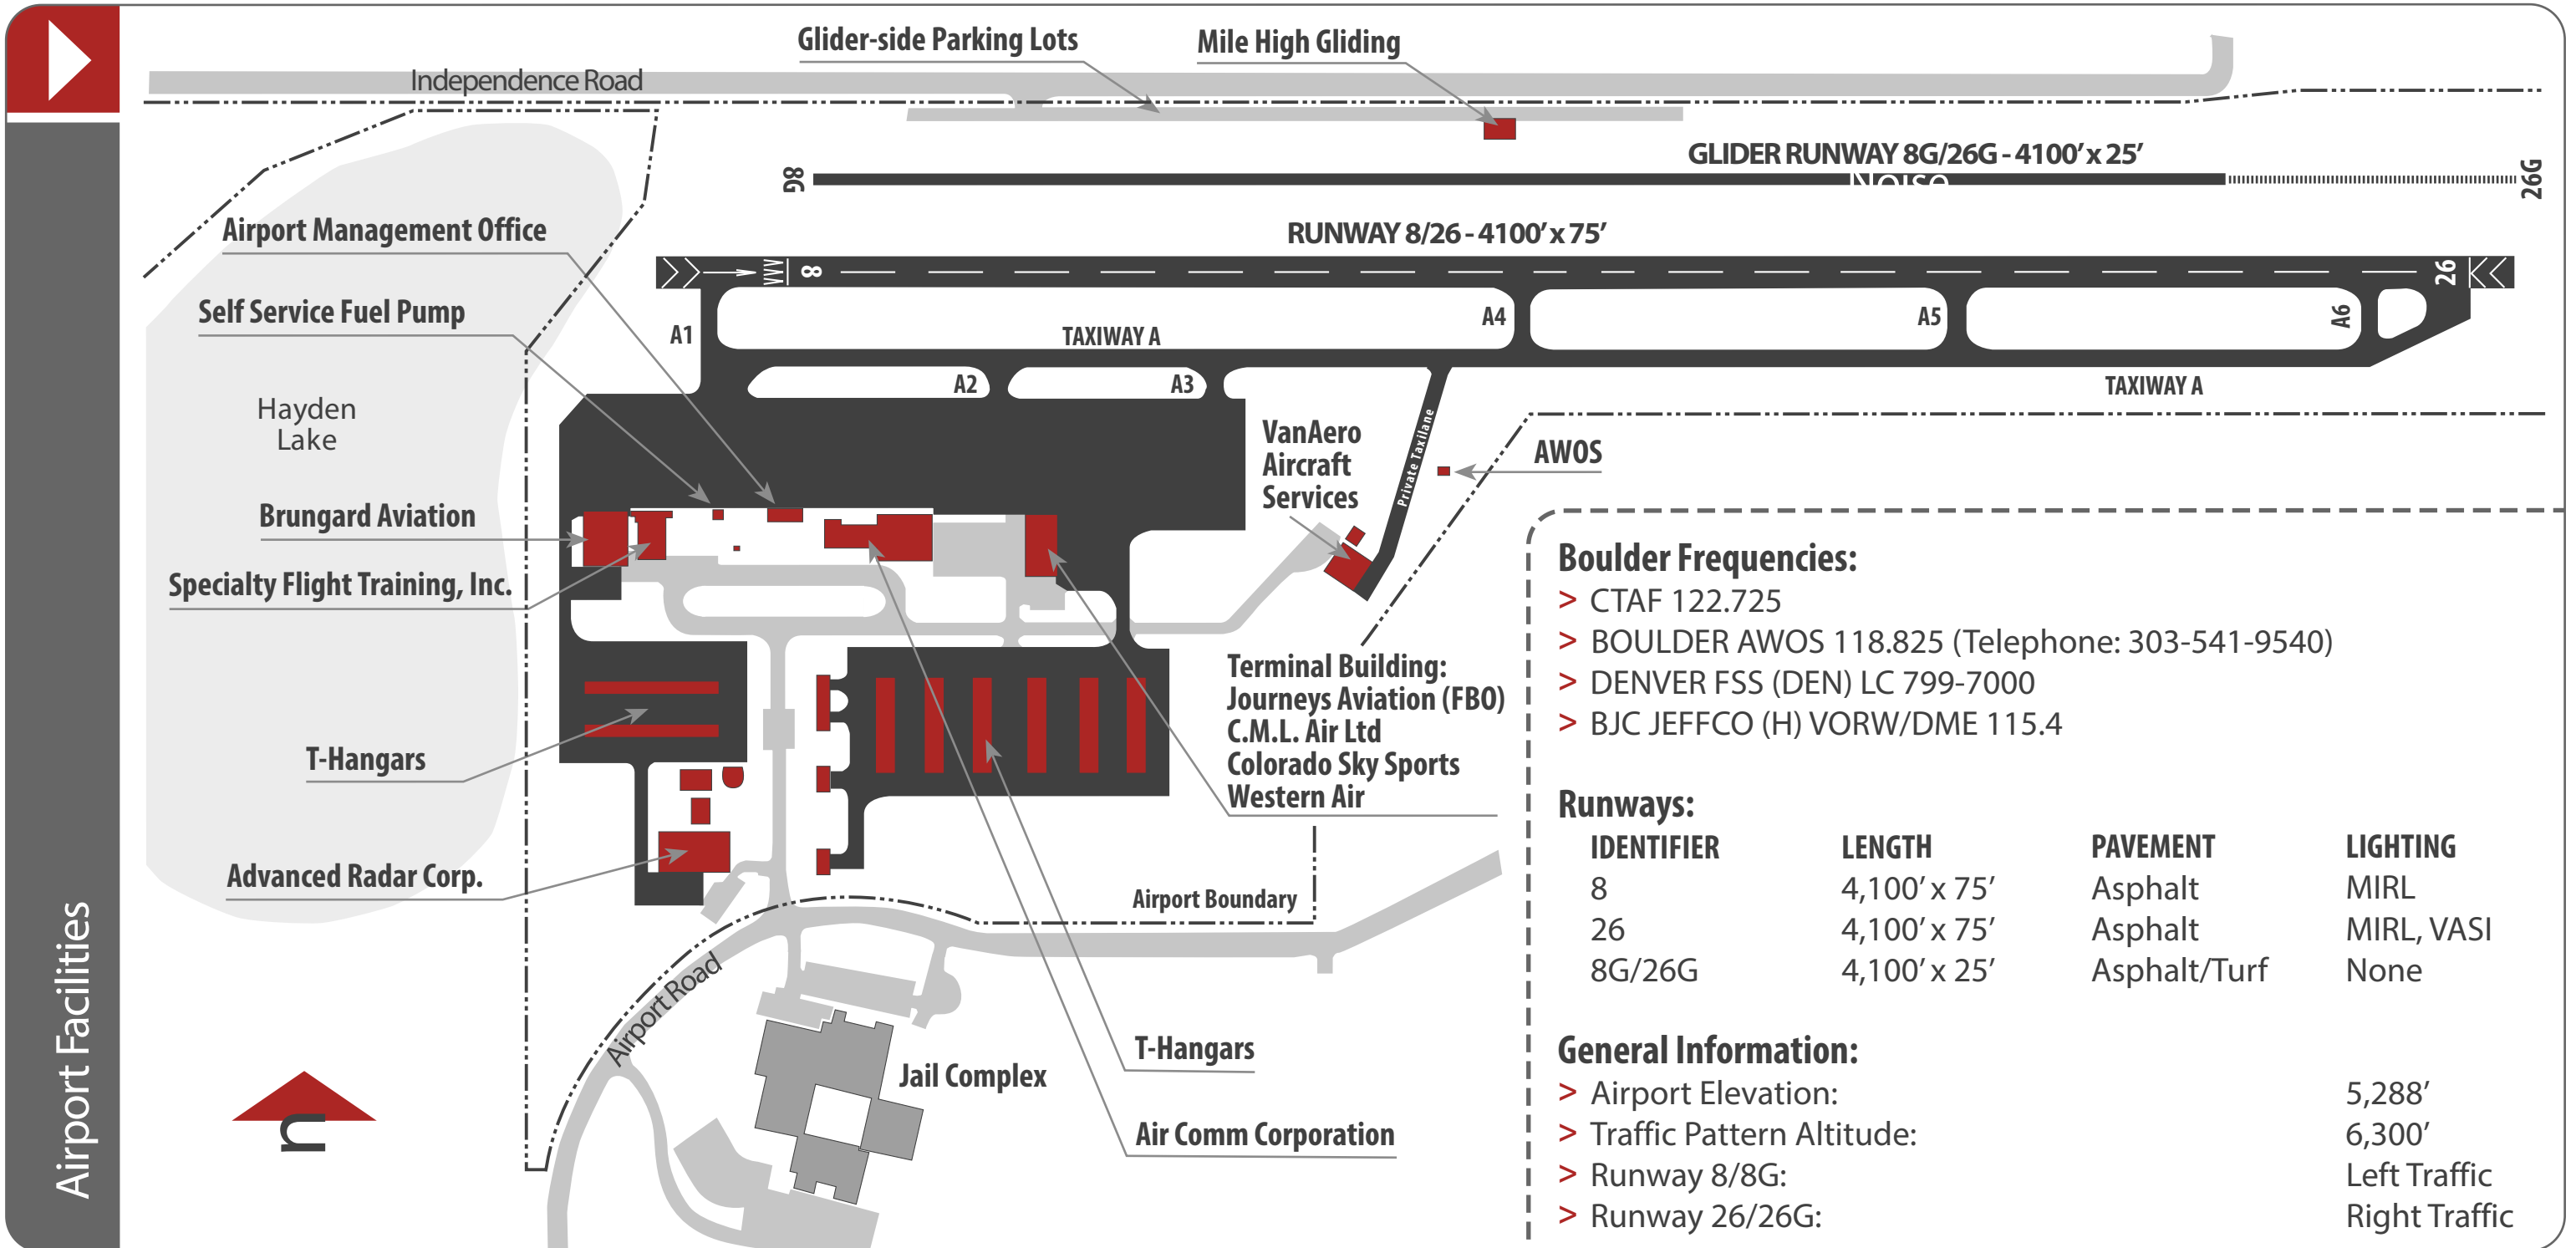 Glider-side Parking Lots
Mile High Gliding
Independence Road
GLIDER RUNWAY 8G/26G - 4100’ x 25’
8G
26G
RUNWAY 8/26 - 4100’ x 75’
8
26
Airport Management Office
Self Service Fuel Pump
A1
TAXIWAY A
A4
A5
A6
A2
A3
TAXIWAY A
Hayden
Lake
VanAero
Aircraft
Services
Private Taxilane
AWOS
Brungard Aviation
Specialty Flight Training, Inc.
Terminal Building:
Journeys Aviation (FBO)
C.M.L. Air Ltd
Colorado Sky Sports
Western Air
T-Hangars
Advanced Radar Corp.
Airport Boundary
Airport Road
Jail Complex
T-Hangars
Air Comm Corporation
n
Airport Facilities
Boulder Frequencies:
> CTAF 122.725
> BOULDER AWOS 118.825 (Telephone: 303-541-9540)
> DENVER FSS (DEN) LC 799-7000
> BJC JEFFCO (H) VORW/DME 115.4
Runways:
IDENTIFIER LENGTH PAVEMENT LIGHTING
8 4,100’ x 75’ Asphalt MIRL
26 4,100’ x 75’ Asphalt MIRL, VASI
8G/26G 4,100’ x 25’ Asphalt/Turf None
General Information:
> Airport Elevation: 5,288’
> Traffic Pattern Altitude: 6,300’
> Runway 8/8G: Left Traffic
> Runway 26/26G: Right Traffic